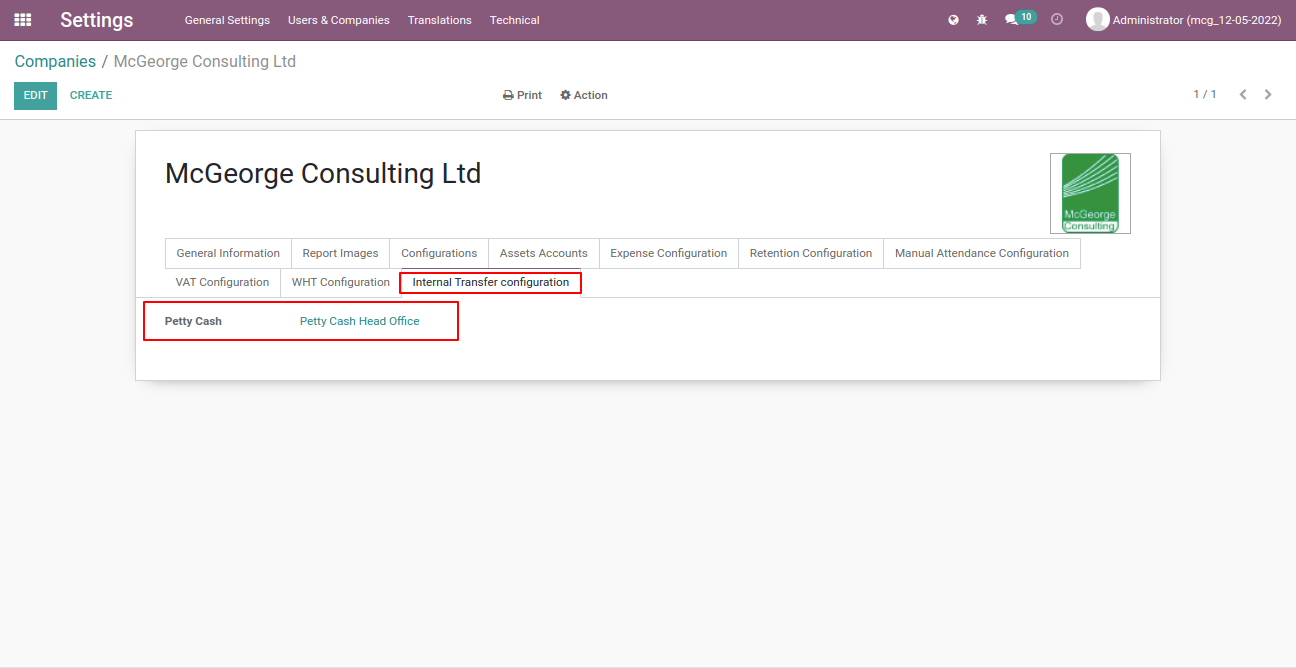 Settings General Settings Users & Companies Translations Technical 10 Administrator (mcg_12-05-2022)
Companies / McGeorge Consulting Ltd
EDIT CREATE Print Action 1 / 1
McGeorge Consulting Ltd
McGeorge
Consulting
General Information Report Images Configurations Assets Accounts Expense Configuration Retention Configuration Manual Attendance Configuration
VAT Configuration WHT Configuration Internal Transfer configuration
Petty Cash Petty Cash Head Office